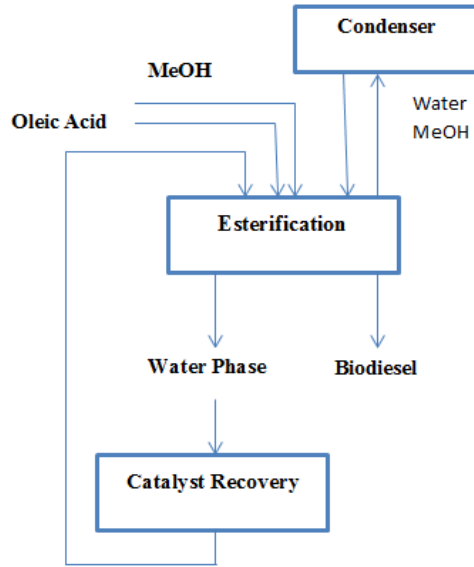 Condenser
MeOH
Water
MeOH
Oleic Acid
Esterification
Water Phase
Biodiesel
Catalyst Recovery